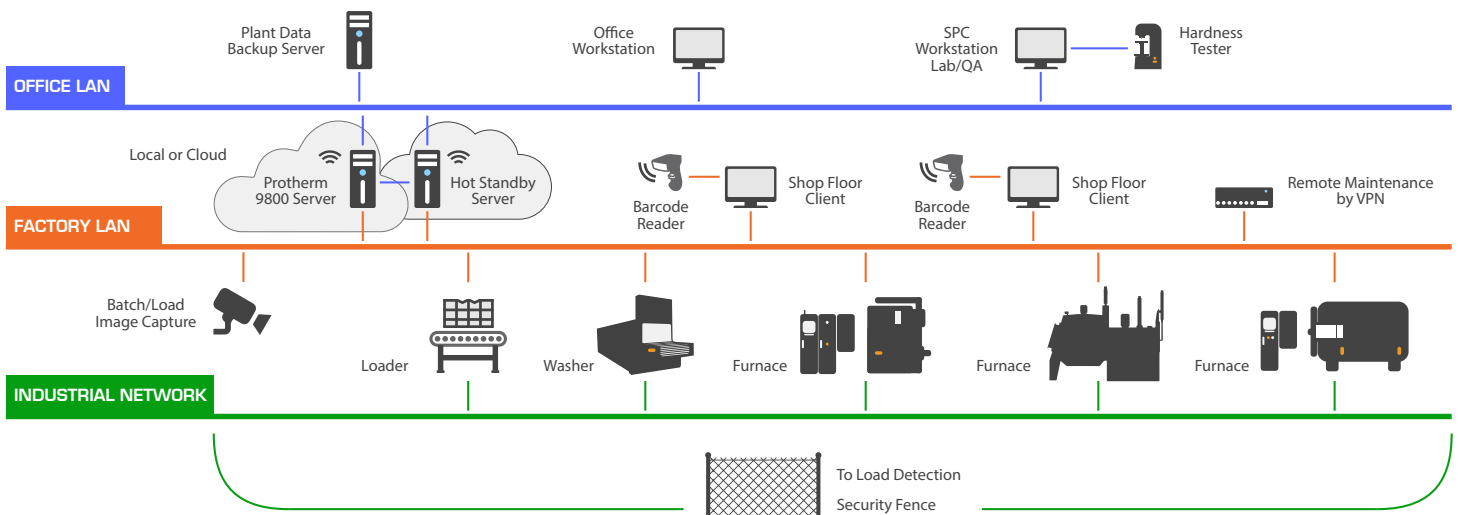 Plant Data
Backup Server
Office
Workstation
SPC
Workstation
Lab/QA
Hardness
Tester
OFFICE LAN
Local or Cloud
Protherm
9800 Server
Hot Standby
Server
Barcode
Reader
Shop Floor
Client
Barcode
Reader
Shop Floor
Client
Remote Maintenance
by VPN
FACTORY LAN
Batch/Load
Image Capture
Loader
Washer
Furnace
Furnace
Furnace
INDUSTRIAL NETWORK
To Load Detection
Security Fence